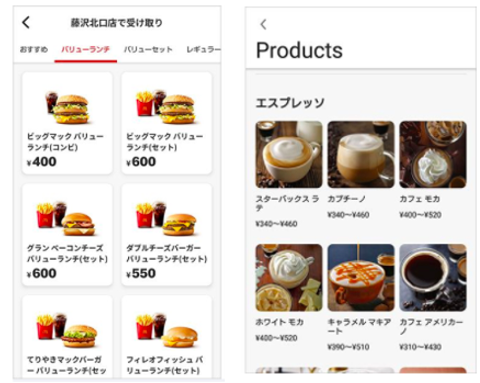 藤沢北口店で受け取り
おすすめ
バリューランチ
バリューセット
レギュラー
ビッグマック バリュー
ランチ(コンビ)
¥400
ビッグマック バリュー
ランチ(セット)
¥600
グラン ベーコンチーズ
バリューランチ(セット)
¥600
ダブルチーズバーガー
バリューランチ(セット)
¥550
てりやきマックバーガ
ー バリューランチ(セッ
フィレオフィッシュ バ
リューランチ(セット)
Products
エスプレッソ
スターバックス ラ
テ
¥340~¥460
カプチーノ
¥340~¥460
カフェ モカ
¥400~¥520
ホワイト モカ
¥400~¥520
キャラメル マキア
ート
¥390~¥510
カフェ アメリカー
ノ
¥310~¥430